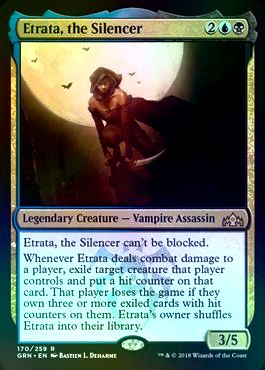 Etrata, the Silencer 2
Legendary Creature — Vampire Assassin
Etrata, the Silencer can't be blocked.
Whenever Etrata deals combat damage to
a player, exile target creature that player
controls and put a hit counter on that
card. That player loses the game if they
own three or more exiled cards with hit
counters on them. Etrata's owner shuffles
Etrata into their library.
3/5
170/259 R
GRN • EN Bastien L. Deharme ™ & © 2018 Wizards of the Coast